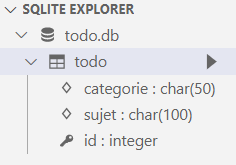 SQLITE EXPLORER
todo.db
todo
categorie : char(50)
sujet : char(100)
id : integer